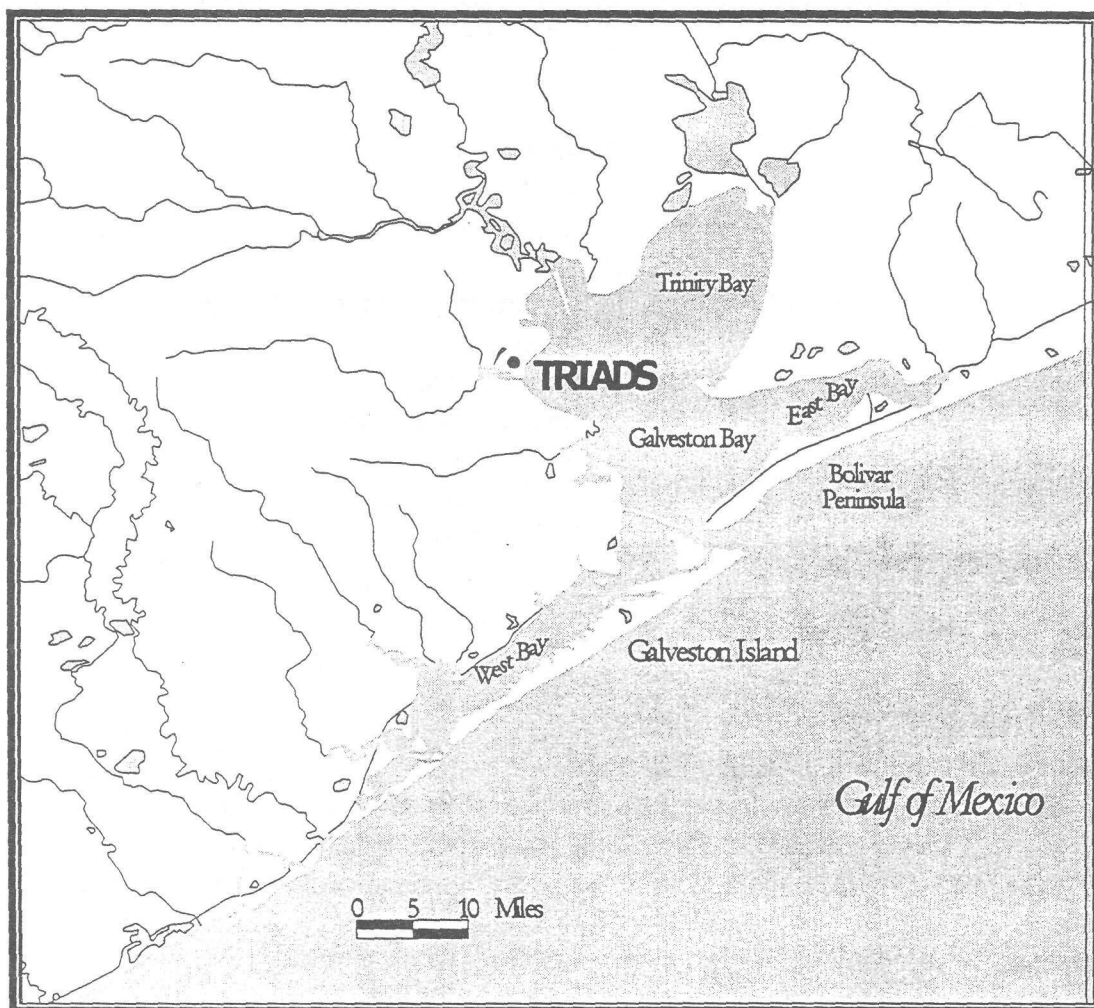 Trinity Bay
TRIADS
East Bay
Galveston Bay
Bolivar
Peninsula
West Bay
Galveston Island
Gulf of Mexico
0 5 10 Miles